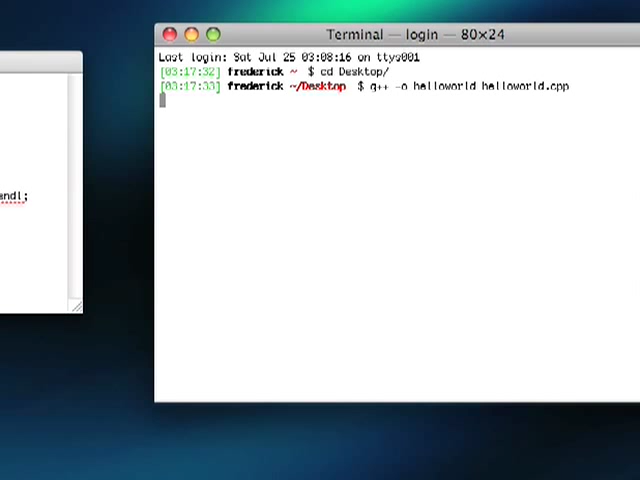 Terminal — login — 80×24
Last login: Sat Jul 25 03:08:16 on ttys001
[03:17:32] frederick ~ $ cd Desktop/
[03:17:33] frederick ~/Desktop $ g++ -o helloworld helloworld.cpp
endl;